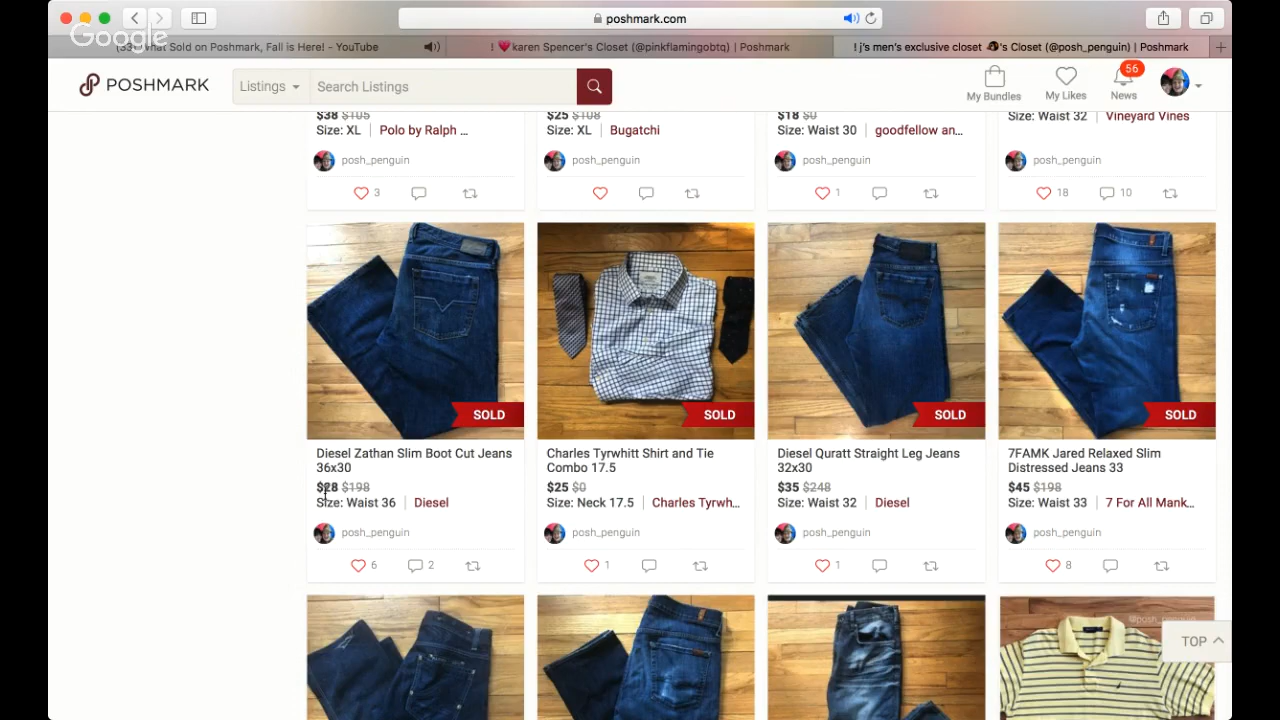 Google
poshmark.com
(33) What Sold on Poshmark, Fall is Here! - YouTube
! ❤️karen Spencer's Closet (@pinkflamingobtq) | Poshmark
! j's men's exclusive closet 's Closet (@posh_penguin) | Poshmark
POSHMARK
Listings
Search Listings
My Bundles
My Likes
56
News
$38 $105
Size: XL | Polo by Ralph ...
posh_penguin
3
$25 $108
Size: XL | Bugatchi
posh_penguin
$18 $0
Size: Waist 30 | goodfellow an...
posh_penguin
1
Size: Waist 32 | Vineyard Vines
posh_penguin
18 10
SOLD
Diesel Zathan Slim Boot Cut Jeans
36x30
$28 $198
Size: Waist 36 | Diesel
posh_penguin
6 2
SOLD
Charles Tyrwhitt Shirt and Tie
Combo 17.5
$25 $0
Size: Neck 17.5 | Charles Tyrwh...
posh_penguin
1
SOLD
Diesel Quratt Straight Leg Jeans
32x30
$35 $248
Size: Waist 32 | Diesel
posh_penguin
1
SOLD
7FAMK Jared Relaxed Slim
Distressed Jeans 33
$45 $198
Size: Waist 33 | 7 For All Mank...
posh_penguin
8
@posh_penguin
TOP